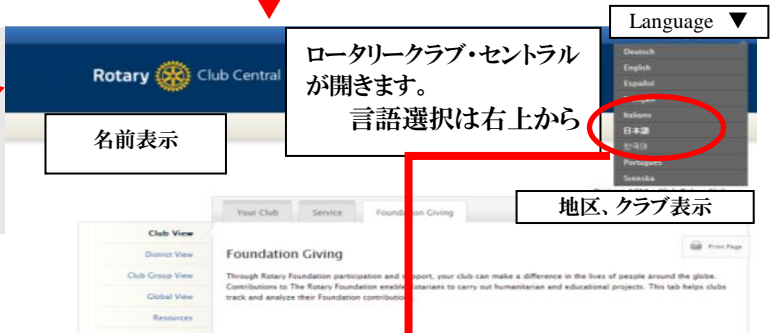 Language ▼
Rotary Club Central
ロータリークラブ・セントラル
が開きます。
言語選択は右上から
Deutsch
English
Español
Italiano
日本語
한국어
Português
Svenska
名前表示
地区、クラブ表示
Your Club
Service
Foundation Giving
Club View
District View
Club Group View
Global View
Resources
Print Page
Foundation Giving
Through Rotary Foundation participation and support, your club can make a difference in the lives of people around the globe.
Contributions to The Rotary Foundation enable Rotarians to carry out humanitarian and educational projects. This tab helps clubs
track and analyze their Foundation contributions.